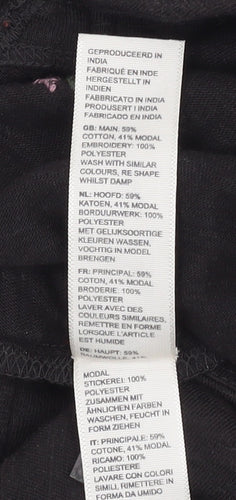 GEPRODUCEERD IN
INDIA
FABRIQUÉ EN INDE
HERGESTELLT IN
INDIEN
FABBRICATO IN INDIA
PRODUSERT I INDIA
FABRICADO EN INDIA
GB: MAIN: 59%
COTTON, 41% MODAL
EMBROIDERY: 100%
POLYESTER
WASH WITH SIMILAR
COLOURS, RE SHAPE
WHILST DAMP
NL: HOOFD: 59%
KATOEN, 41% MODAL
BORDUURWERK: 100%
POLYESTER
MET GELIJKSOORTIGE
KLEUREN WASSEN,
VOCHTIG IN MODEL
BRENGEN
FR: PRINCIPAL: 59%
COTON, 41% MODAL
BRODERIE: 100%
POLYESTER
LAVER AVEC DES
COULEURS SIMILAIRES,
REMETTRE EN FORME
LORSQUE L'ARTICLE
EST HUMIDE
DE: HAUPT: 59%
BAUMWOLLE, 41%
MODAL
STICKEREI: 100%
POLYESTER
ZUSAMMEN MIT
ÄHNLICHEN FARBEN
WASCHEN, FEUCHT IN
FORM ZIEHEN
IT: PRINCIPALE: 59%
COTONE, 41% MODAL
RICAMO: 100%
POLIESTERE
LAVARE CON COLORI
SIMILI, RIMETTERE IN
FORMA DA UMIDO